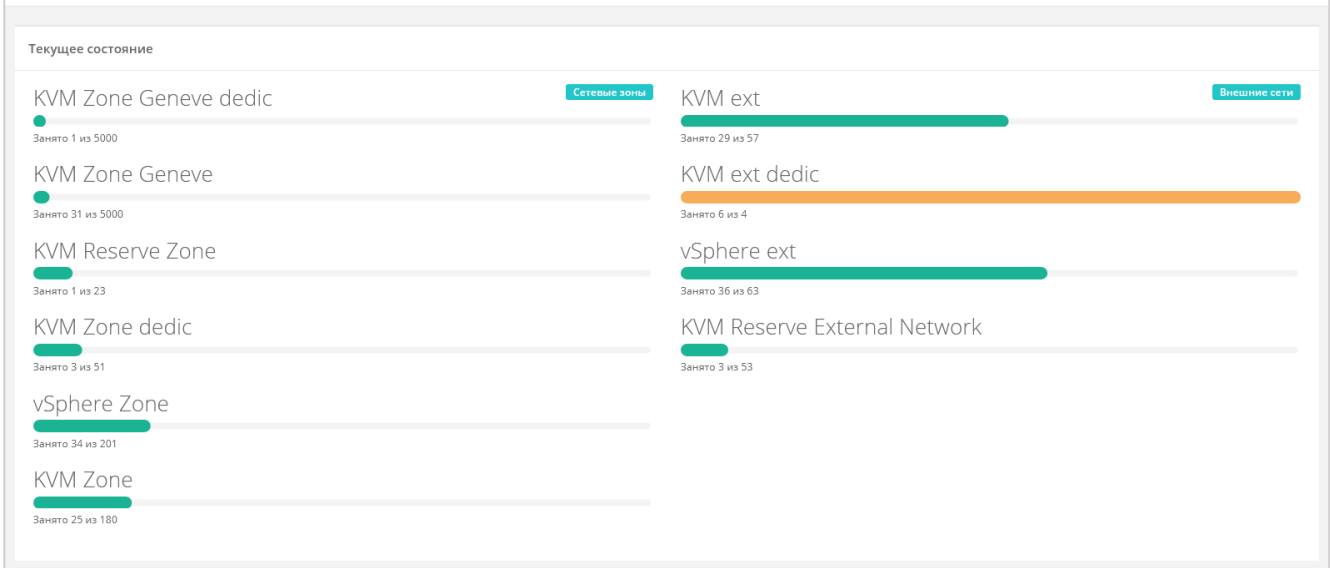 Текущее состояние
Сетевые зоны
KVM Zone Geneve dedic
Занято 1 из 5000
KVM Zone Geneve
Занято 31 из 5000
KVM Reserve Zone
Занято 1 из 23
KVM Zone dedic
Занято 3 из 51
vSphere Zone
Занято 34 из 201
KVM Zone
Занято 25 из 180
Внешние сети
KVM ext
Занято 29 из 57
KVM ext dedic
Занято 6 из 4
vSphere ext
Занято 36 из 63
KVM Reserve External Network
Занято 3 из 53